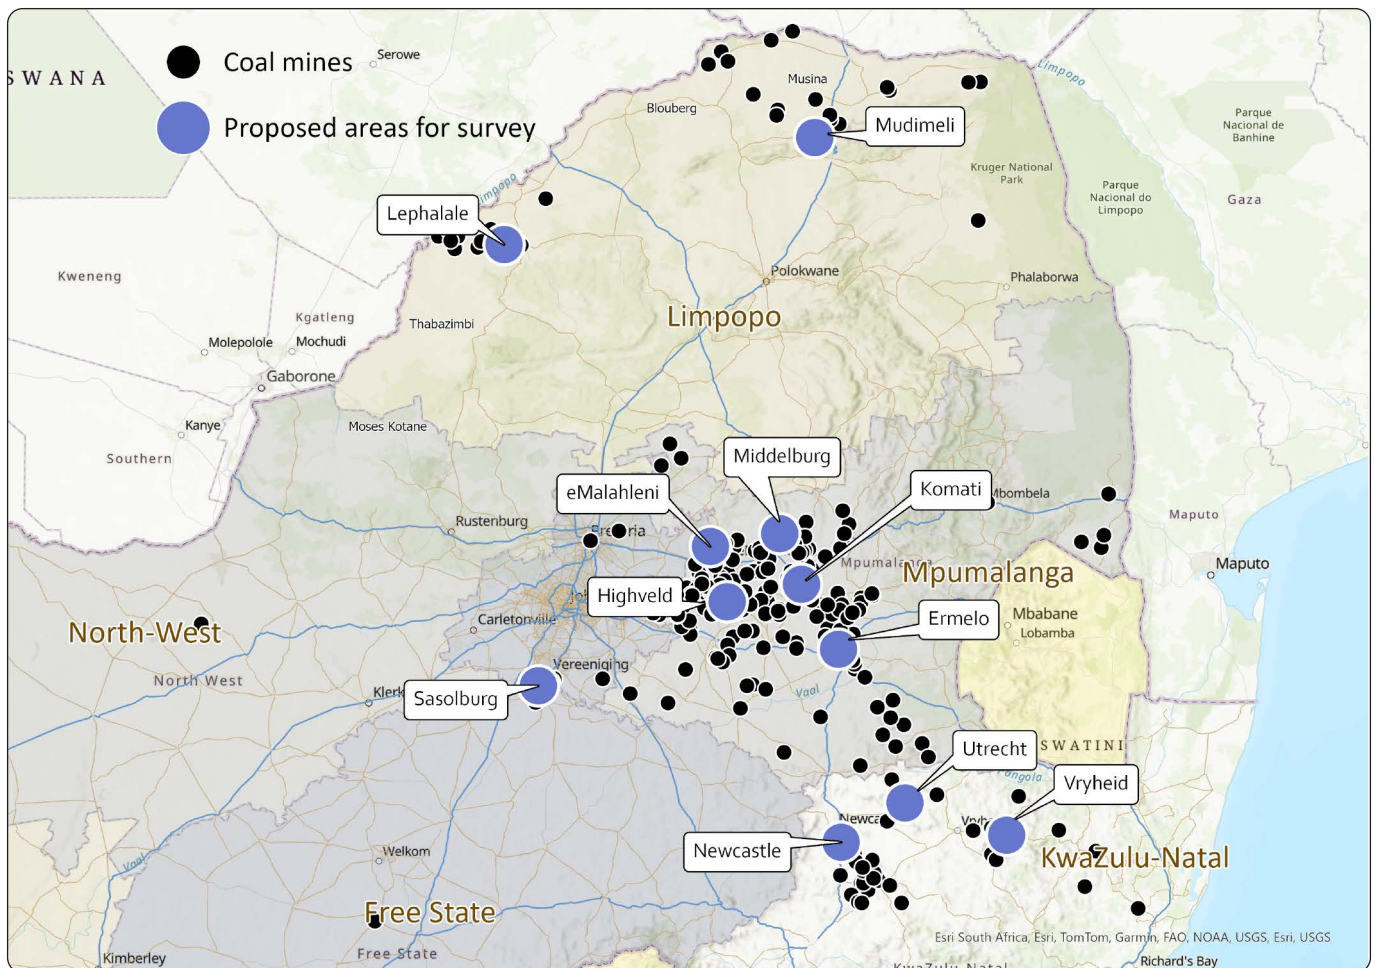 Coal mines
Proposed areas for survey
SWANA
Serowe
Limpopo
Musina
Blouberg
Mudimeli
Parque
Nacional de
Banhine
Kruger National
Park
Parque
Nacional do
Limpopo
Gaza
Lephalale
Kweneng
Polokwane
Phalaborwa
Kgatleng
Limpopo
Thabazimbi
Molepolole
Mochudi
Gaborone
Kanye
Moses Kotane
Southern
Middelburg
eMalahleni
Komati
Mbombela
Rustenburg
Maputo
Maputo
Mpumalanga
Mpumalanga
Highveld
Carletonville
Ermelo
Mbabane
Lobamba
North-West
North West
Vereeniging
Klerk
Sasolburg
Vaal
Utrecht
SWATINI
Vryheid
Pongola
Newcastle
KwaZulu-Natal
Vaal
Welkom
Free State
Free State
Kimberley
Esri South Africa, Esri, TomTom, Garmin, FAO, NOAA, USGS, Esri, USGS
Richard's Bay